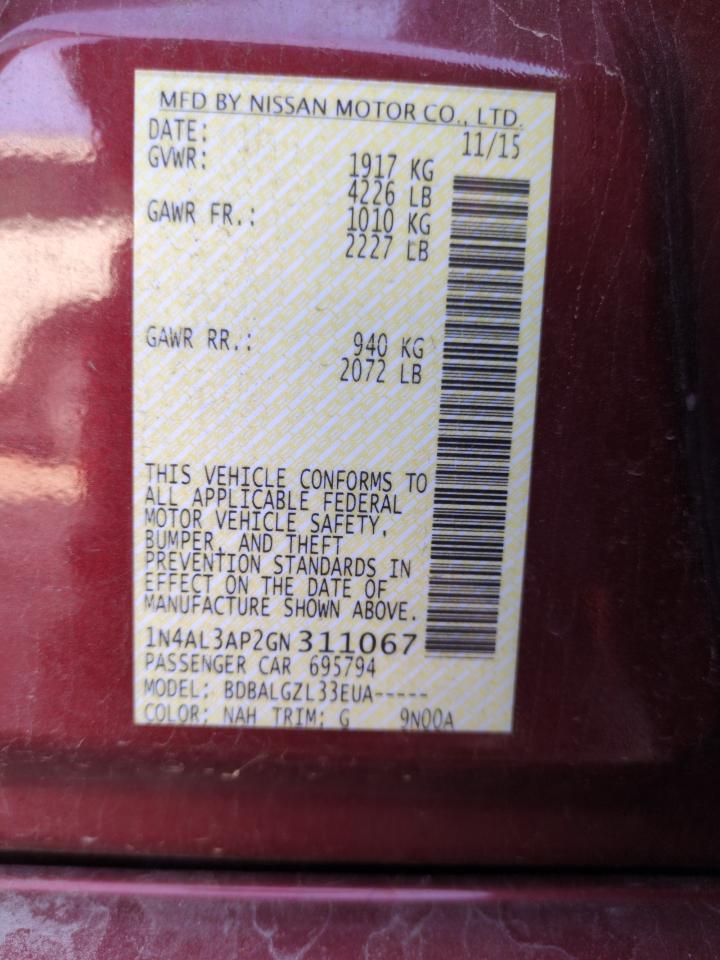 MFD BY NISSAN MOTOR CO., LTD.
DATE: 11/15
GVWR: 1917 KG
4226 LB
GAWR FR.: 1010 KG
2227 LB
GAWR RR.: 940 KG
2072 LB
THIS VEHICLE CONFORMS TO
ALL APPLICABLE FEDERAL
MOTOR VEHICLE SAFETY,
BUMPER, AND THEFT
PREVENTION STANDARDS IN
EFFECT ON THE DATE OF
MANUFACTURE SHOWN ABOVE.
1N4AL3AP2GN311067
PASSENGER CAR 695794
MODEL: BDBALGZL33EUA-----
COLOR: NAH TRIM: G 9N00A